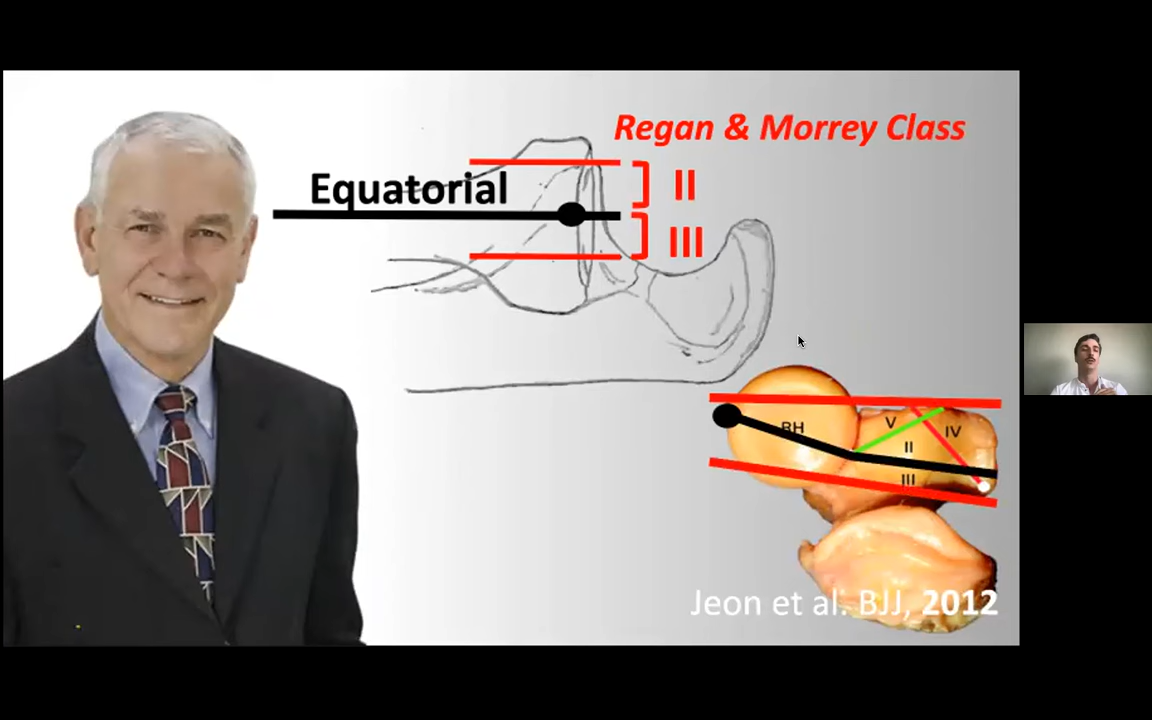 Regan & Morrey Class
Equatorial
II
III
RH
V
IV
II
III
Jeon et al. BJJ, 2012